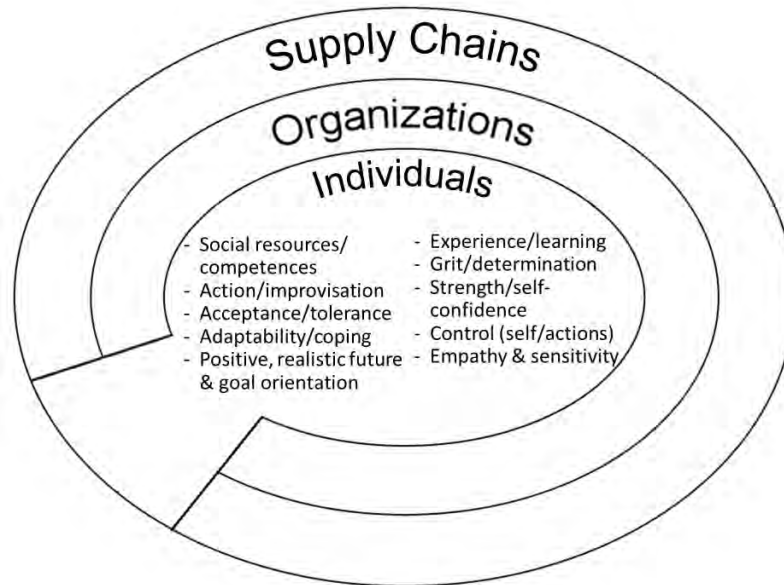 Supply Chains
Organizations
Individuals
- Social resources/
competences
- Action/improvisation
- Acceptance/tolerance
- Adaptability/coping
- Positive, realistic future
& goal orientation
- Experience/learning
- Grit/determination
- Strength/self-
confidence
- Control (self/actions)
- Empathy & sensitivity